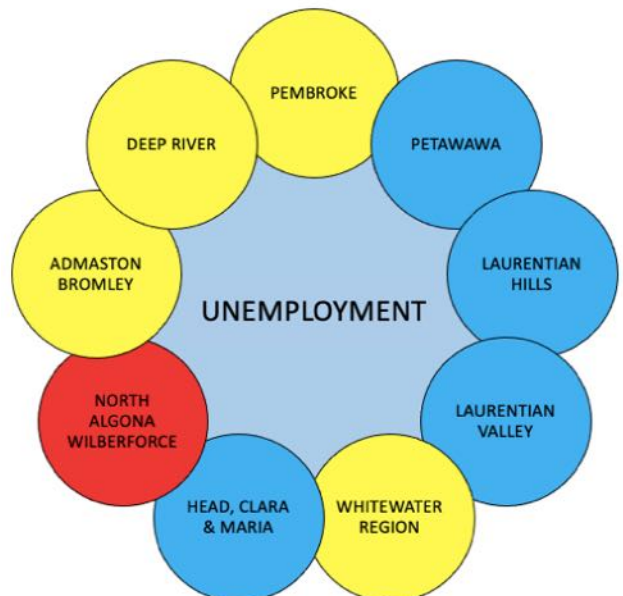 PEMBROKE
DEEP RIVER
PETAWAWA
ADMASTON
BROMLEY
LAURENTIAN
HILLS
UNEMPLOYMENT
NORTH
ALGONA
WILBERFORCE
LAURENTIAN
VALLEY
HEAD, CLARA
& MARIA
WHITEWATER
REGION